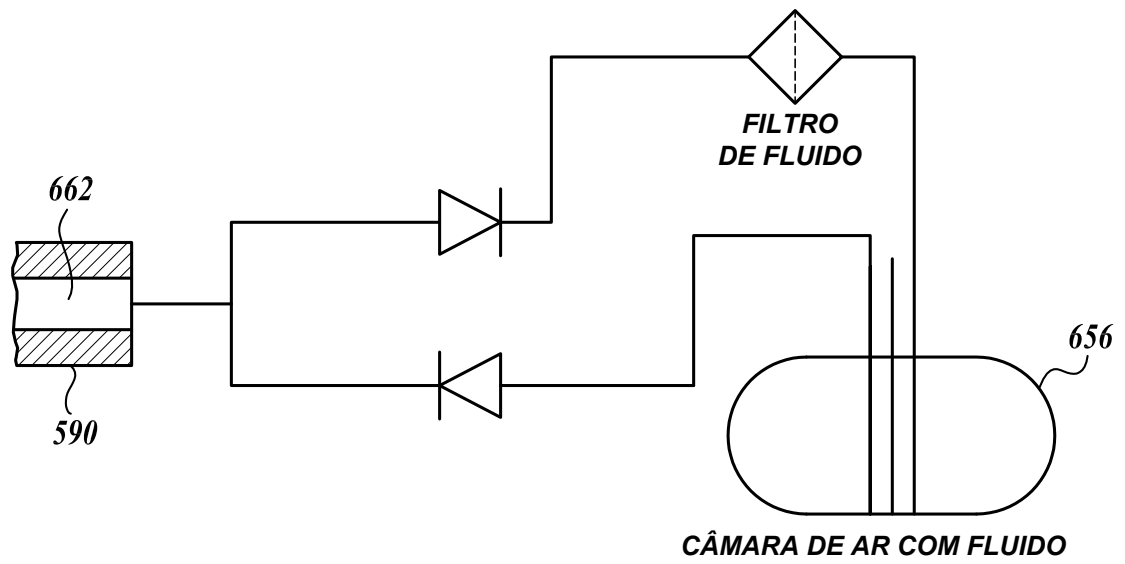 FILTRO
DE FLUIDO
662
656
590
CÂMARA DE AR COM FLUIDO